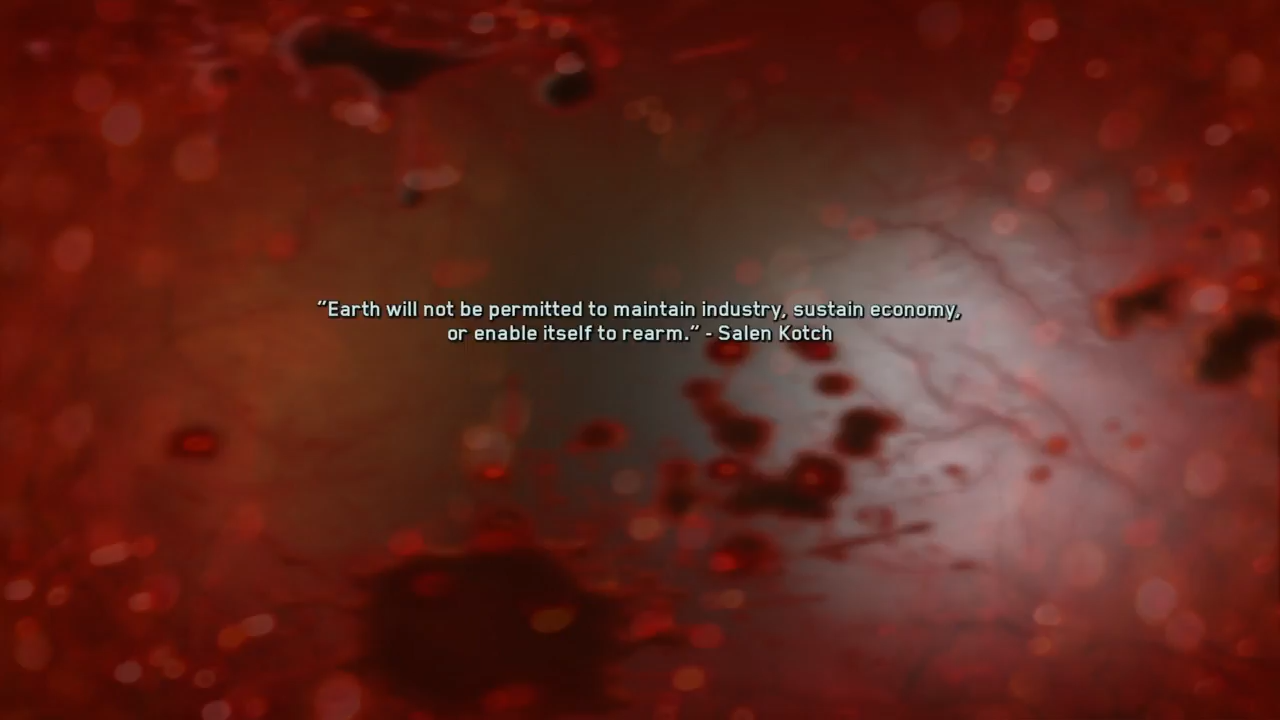 “Earth will not be permitted to maintain industry, sustain economy,
or enable itself to rearm.” - Salen Kotch